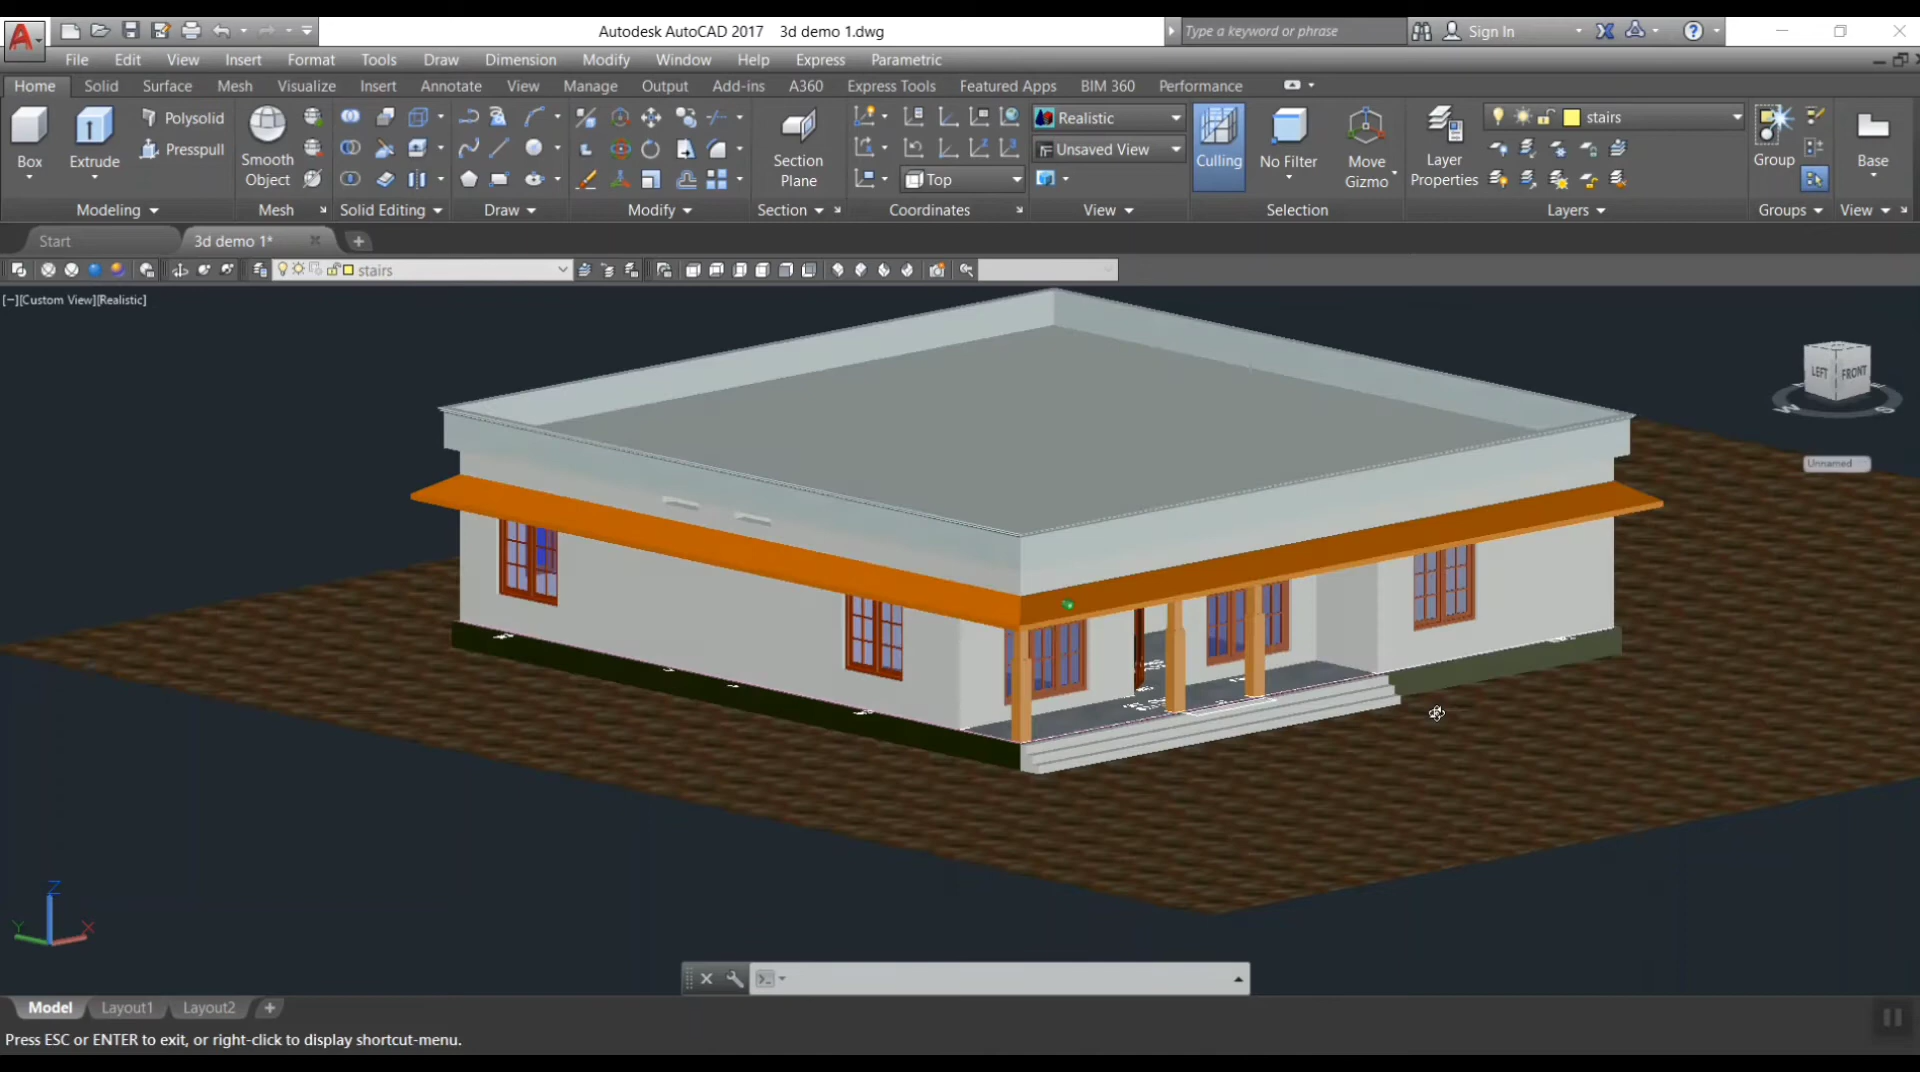 Autodesk AutoCAD 2017 3d demo 1.dwg
Type a keyword or phrase
Sign In
File Edit View Insert Format Tools Draw Dimension Modify Window Help Express Parametric
Home Solid Surface Mesh Visualize Insert Annotate View Manage Output Add-ins A360 Express Tools Featured Apps BIM 360 Performance
Box
Extrude
Polysolid
Presspull
Smooth
Object
Section
Plane
Top
Realistic
Unsaved View
Culling
No Filter
Move
Gizmo
Layer
Properties
stairs
Group
Base
Modeling Mesh Solid Editing Draw Modify Section Coordinates View Selection Layers Groups View
Start 3d demo 1*
stairs
[−][Custom View][Realistic]
LEFT FRONT
W S
Unnamed
Z
Y X
Model Layout1 Layout2
Press ESC or ENTER to exit, or right-click to display shortcut-menu.